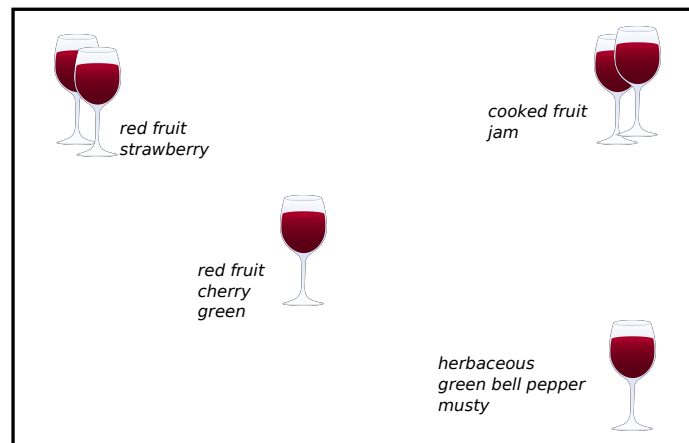 red fruit
strawberry
cooked fruit
jam
red fruit
cherry
green
herbaceous
green bell pepper
musty